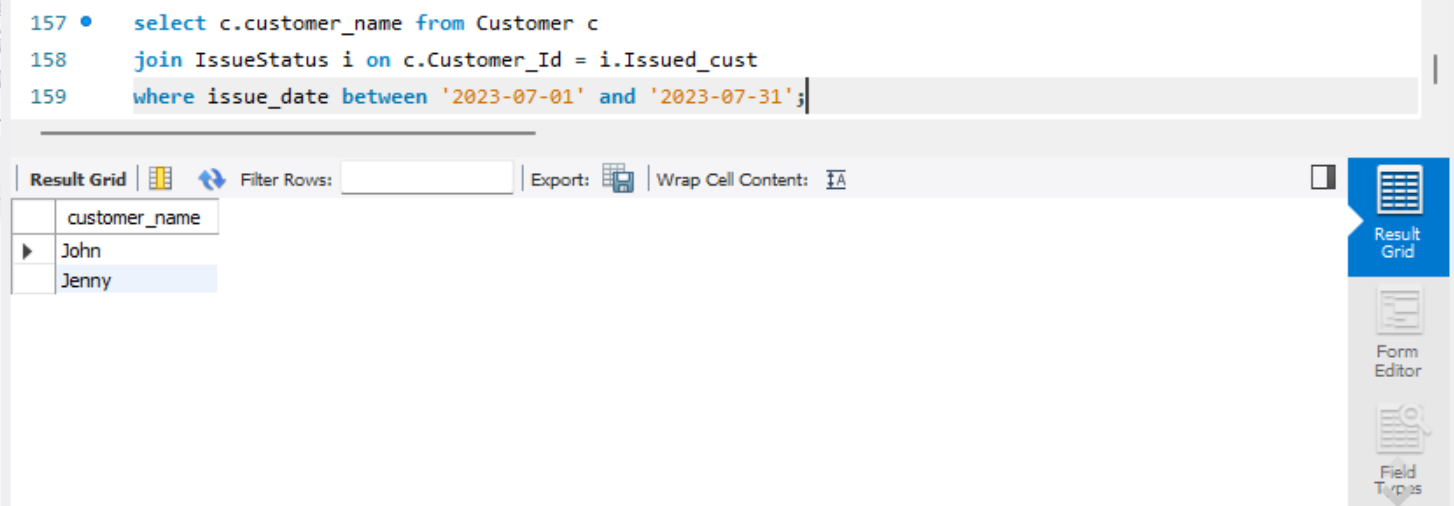 157 select c.customer_name from Customer c
158 join IssueStatus i on c.Customer_Id = i.Issued_cust
159 where issue_date between '2023-07-01' and '2023-07-31';
Result Grid Filter Rows: Export: Wrap Cell Content: IA
customer_name
John
Jenny
Result
Grid
Form
Editor
Field
Types